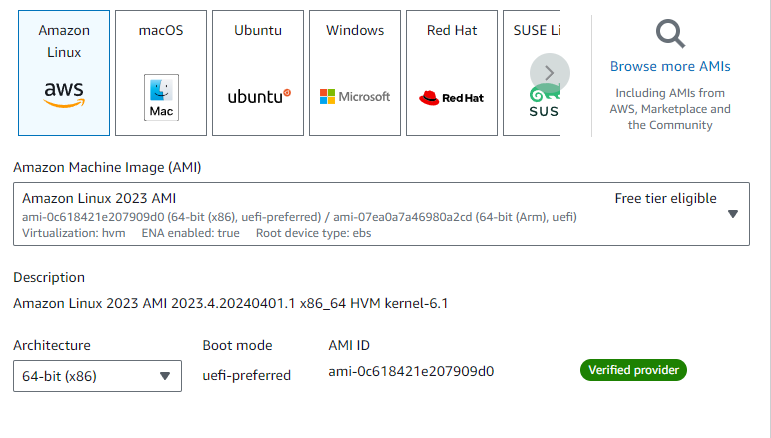 Amazon
Linux
aws
macOS
Mac
Ubuntu
ubuntu
Windows
Microsoft
Red Hat
Red Hat
SUSE Li
SUS
Browse more AMIs
Including AMIs from
AWS, Marketplace and
the Community
Amazon Machine Image (AMI)
Amazon Linux 2023 AMI
Free tier eligible
ami-0c618421e207909d0 (64-bit (x86), uefi-preferred) / ami-07ea0a7a46980a2cd (64-bit (Arm), uefi)
Virtualization: hvm ENA enabled: true Root device type: ebs
Description
Amazon Linux 2023 AMI 2023.4.20240401.1 x86_64 HVM kernel-6.1
Architecture Boot mode AMI ID
64-bit (x86) uefi-preferred ami-0c618421e207909d0 Verified provider